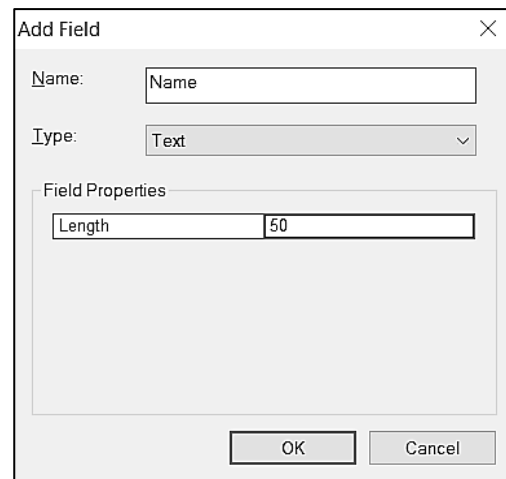 Add Field
Name: Name
Type: Text
Field Properties
Length 50
OK Cancel